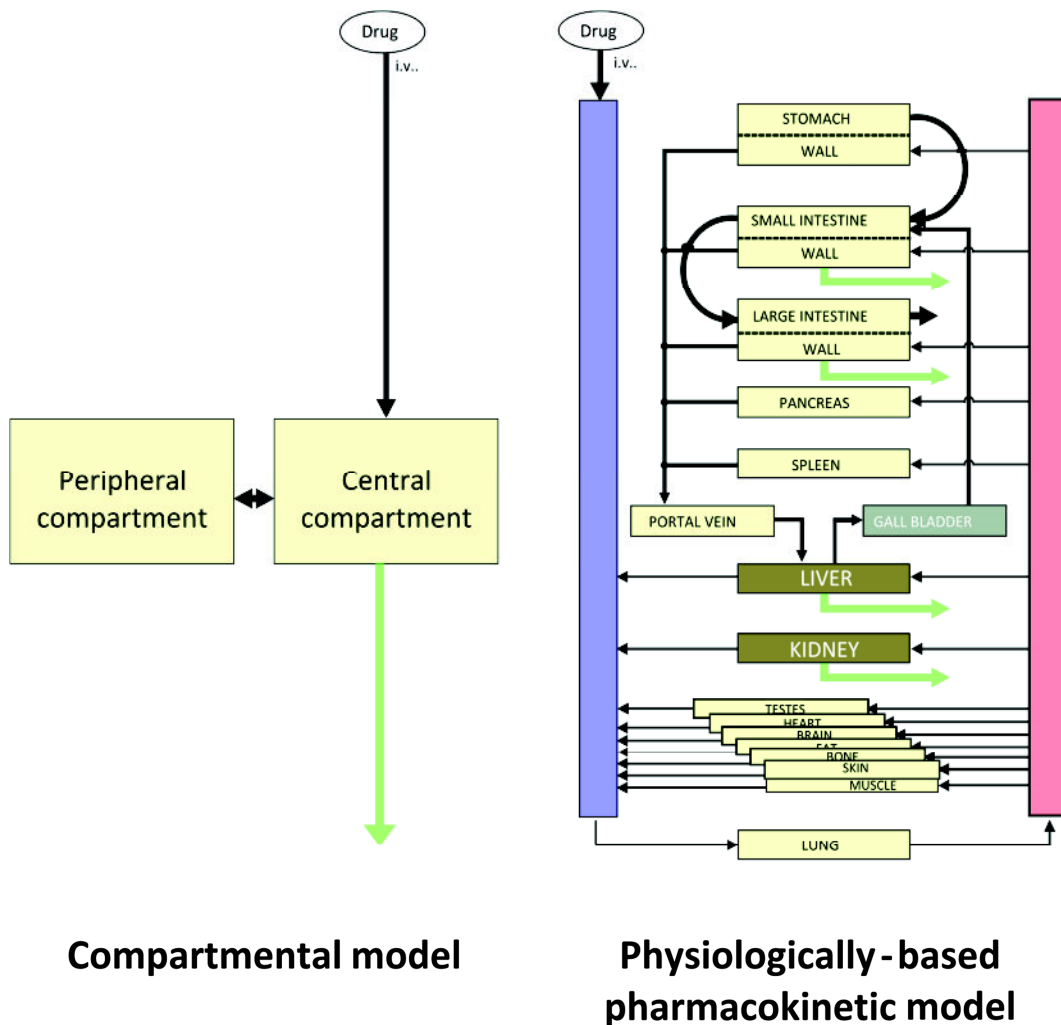 Drug
i.v..
Peripheral
compartment
Central
compartment
Compartmental model
Drug
i.v..
STOMACH
WALL
SMALL INTESTINE
WALL
LARGE INTESTINE
WALL
PANCREAS
SPLEEN
PORTAL VEIN
GALL BLADDER
LIVER
KIDNEY
TESTES
HEART
BRAIN
FAT
BONE
SKIN
MUSCLE
LUNG
Physiologically-based
pharmacokinetic model